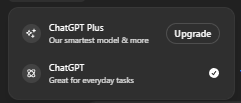 ChatGPT Plus
Our smartest model & more
Upgrade
ChatGPT
Great for everyday tasks